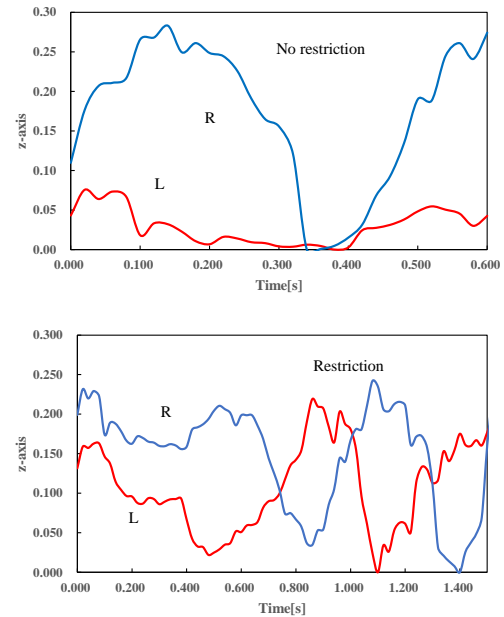 0.30
No restriction
0.25
0.20
z-axis
0.15
R
0.10
L
0.05
0.00
0.000 0.100 0.200 0.300 0.400 0.500 0.600
Time[s]
0.300
Restriction
0.250
R
0.200
z-axis
0.150
0.100
L
0.050
0.000
0.000 0.200 0.400 0.600 0.800 1.000 1.200 1.400
Time[s]